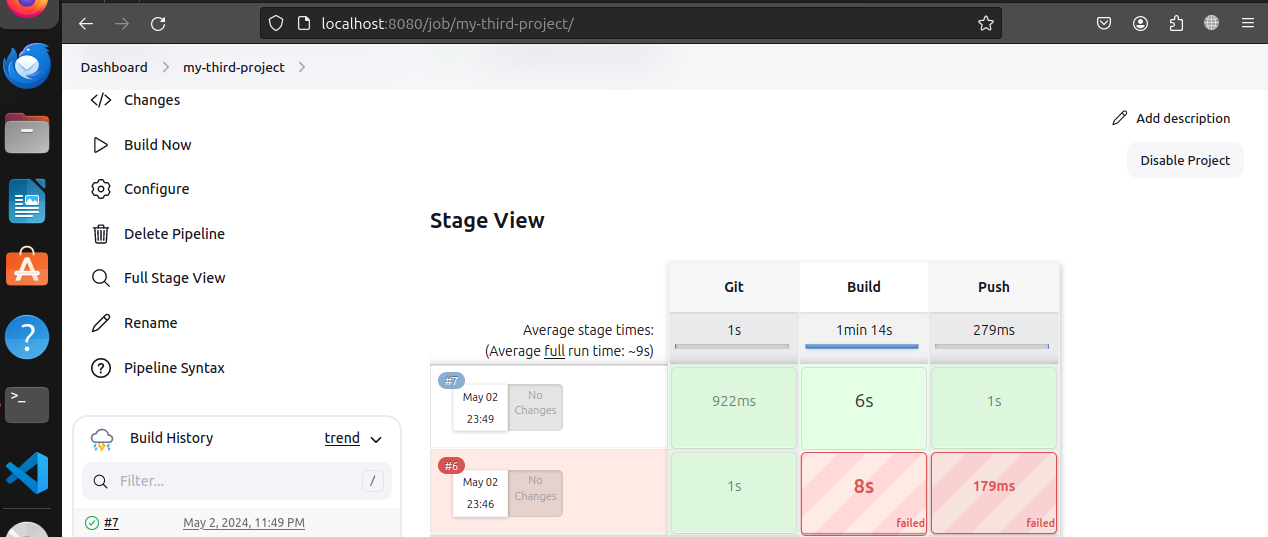 localhost:8080/job/my-third-project/
Dashboard
my-third-project
Changes
Build Now
Configure
Delete Pipeline
Full Stage View
Rename
Pipeline Syntax
Build History
trend
Filter...
/
#7
May 2, 2024, 11:49 PM
Add description
Disable Project
Stage View
Git
Build
Push
Average stage times:
1s
1min 14s
279ms
(Average full run time: ~9s)
#7
May 02
23:49
No
Changes
922ms
6s
1s
#6
May 02
23:46
No
Changes
1s
8s
failed
179ms
failed